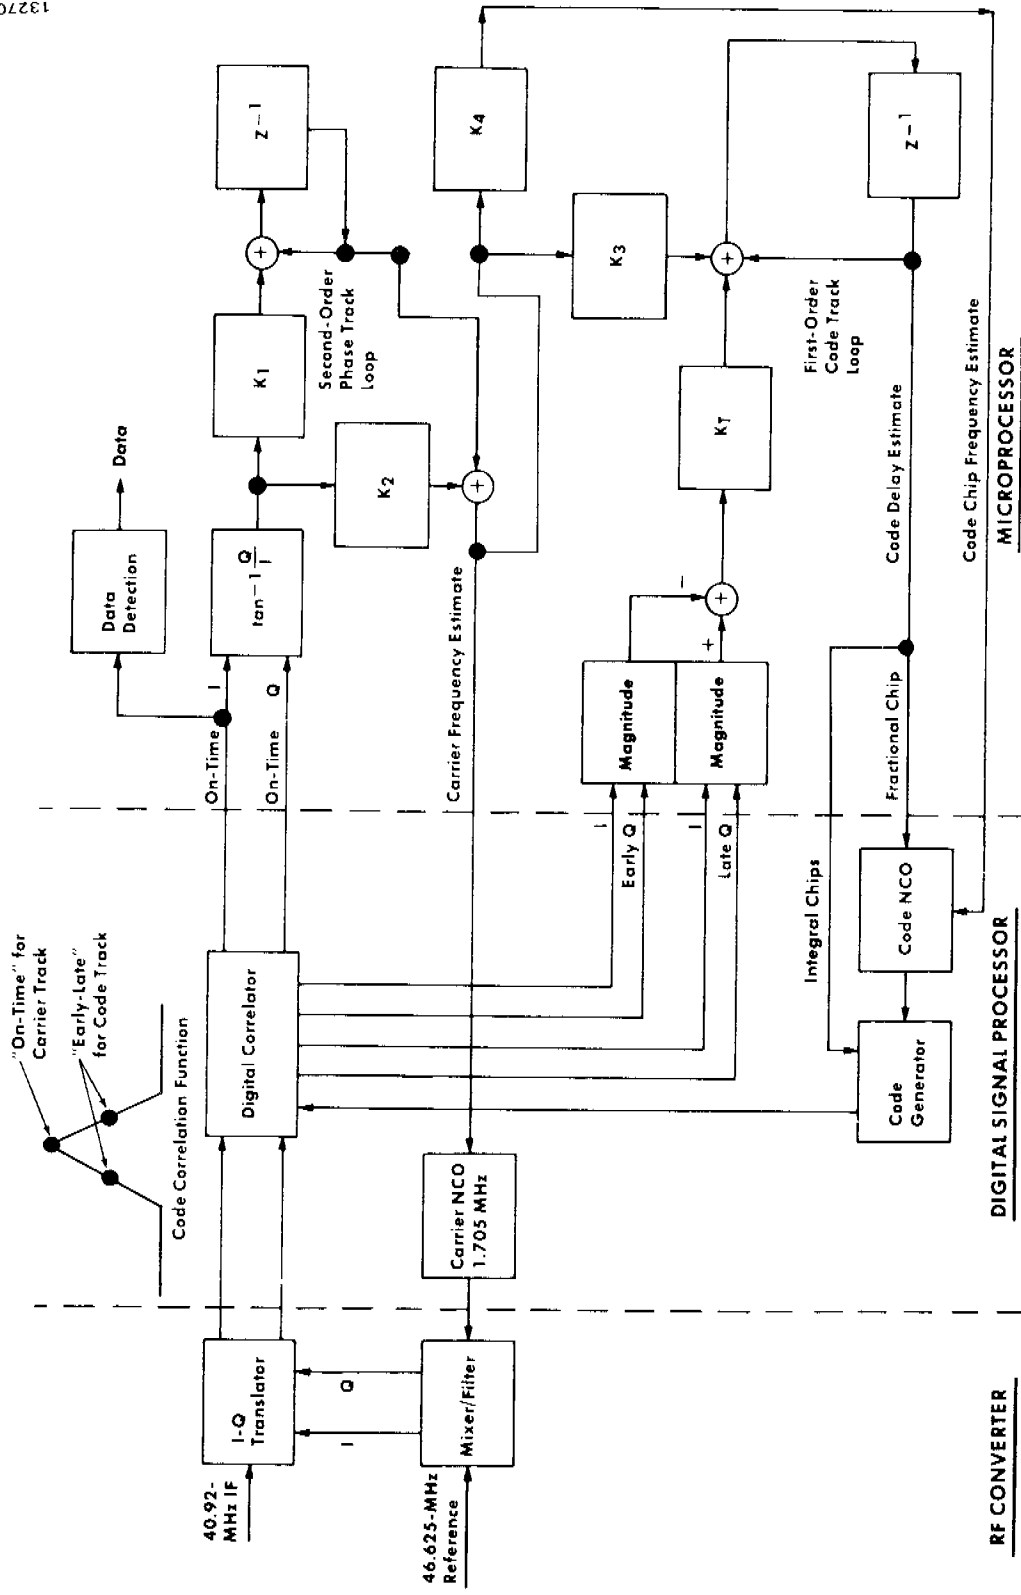 13270
"On-Time" for
Carrier Track
"Early-Late"
for Code Track
Code Correlation Function
40.92-
MHz IF
I-Q
Translator
I
Q
46.625-MHz
Reference
Mixer/Filter
Carrier NCO
1.705 MHz
Digital Correlator
On-Time
I
On-Time
Q
Data
Detection
Data
tan⁻¹ Q/I
K1
+
Z⁻¹
Second-Order
Phase Track
Loop
K2
+
Carrier Frequency Estimate
K4
K3
I
Early Q
I
Late Q
Magnitude
Magnitude
−
+
+
KT
+
Z⁻¹
First-Order
Code Track
Loop
Code Delay Estimate
Code Chip Frequency Estimate
Integral Chips
Fractional Chip
Code NCO
Code
Generator
RF CONVERTER
DIGITAL SIGNAL PROCESSOR
MICROPROCESSOR